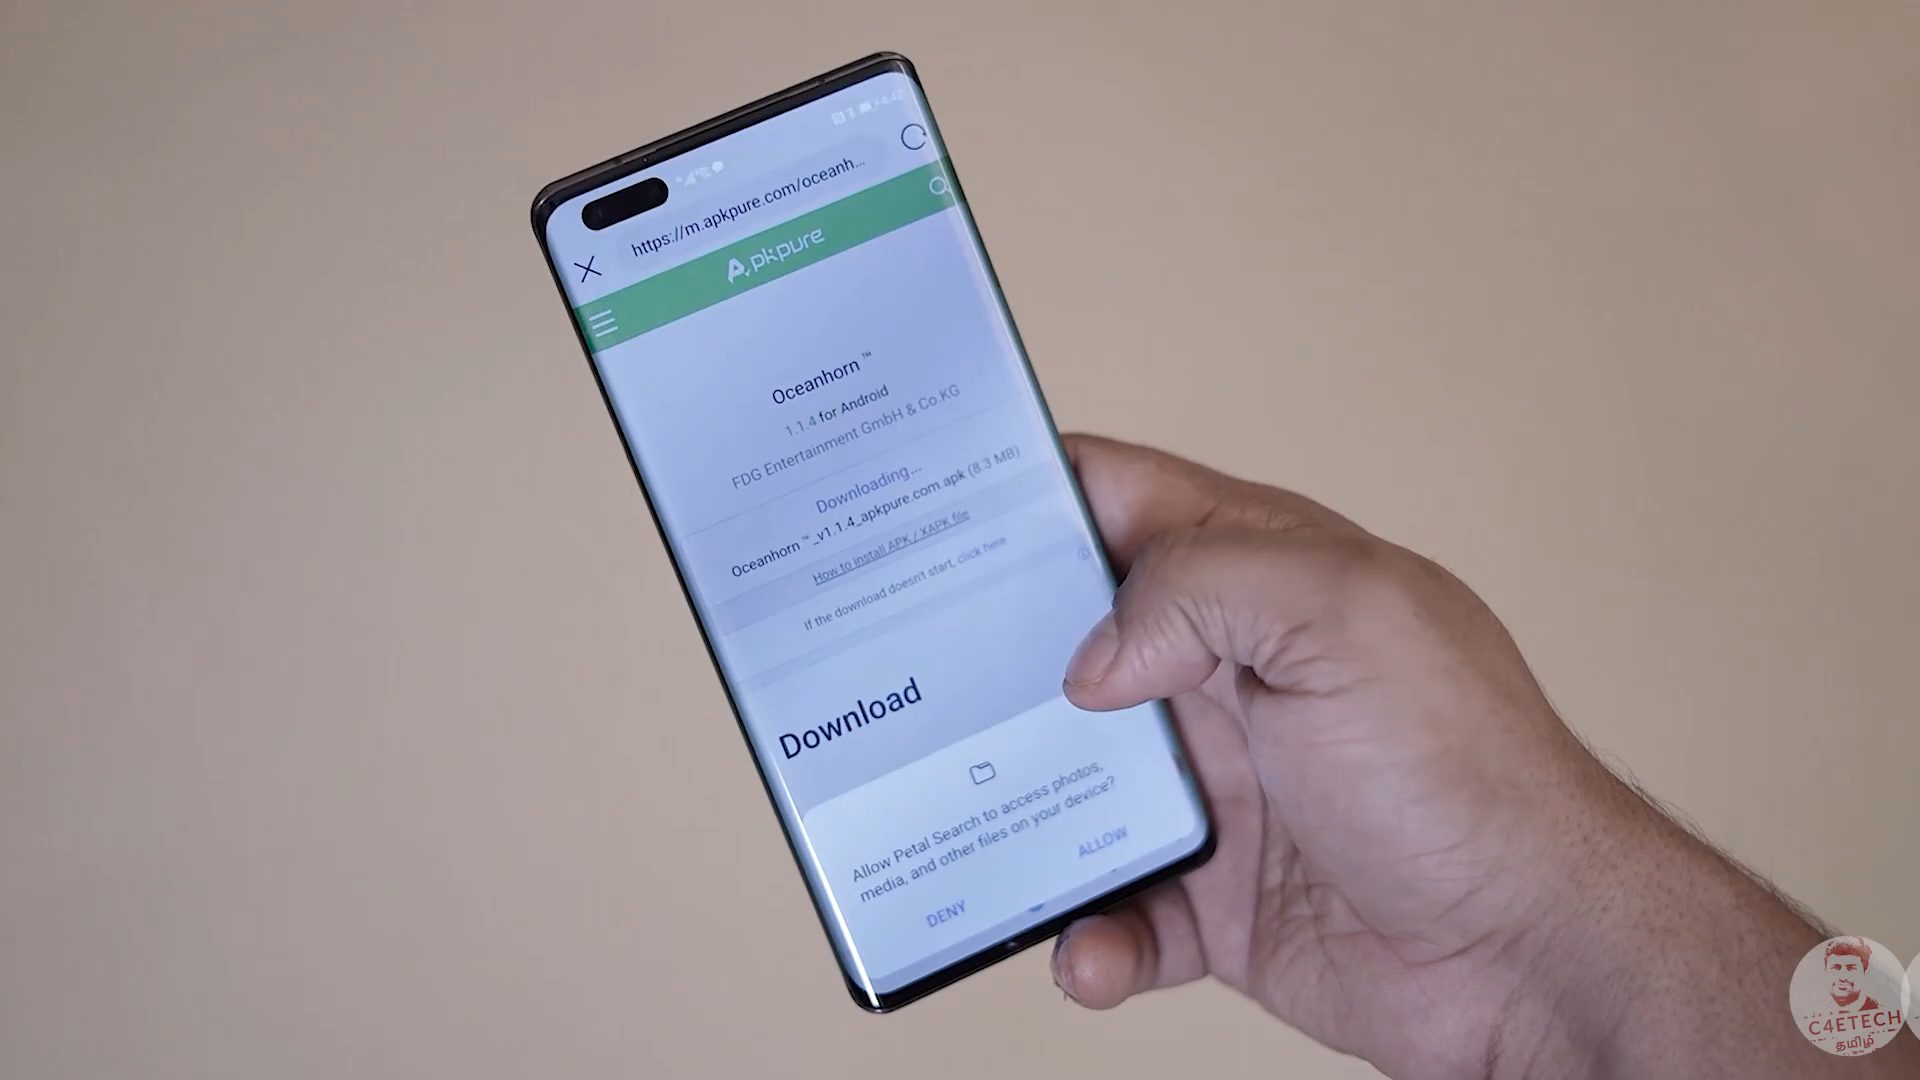 https://m.apkpure.com/oceanh...
Apkpure
Oceanhorn ™
1.1.4 for Android
FDG Entertainment GmbH & Co.KG
Downloading...
Oceanhorn ™_v1.1.4_apkpure.com.apk (8.3 MB)
How to install APK / XAPK file
If the download doesn't start, click here
Download
Allow Petal Search to access photos,
media, and other files on your device?
DENY
ALLOW
C4ETECH
தமிழ்